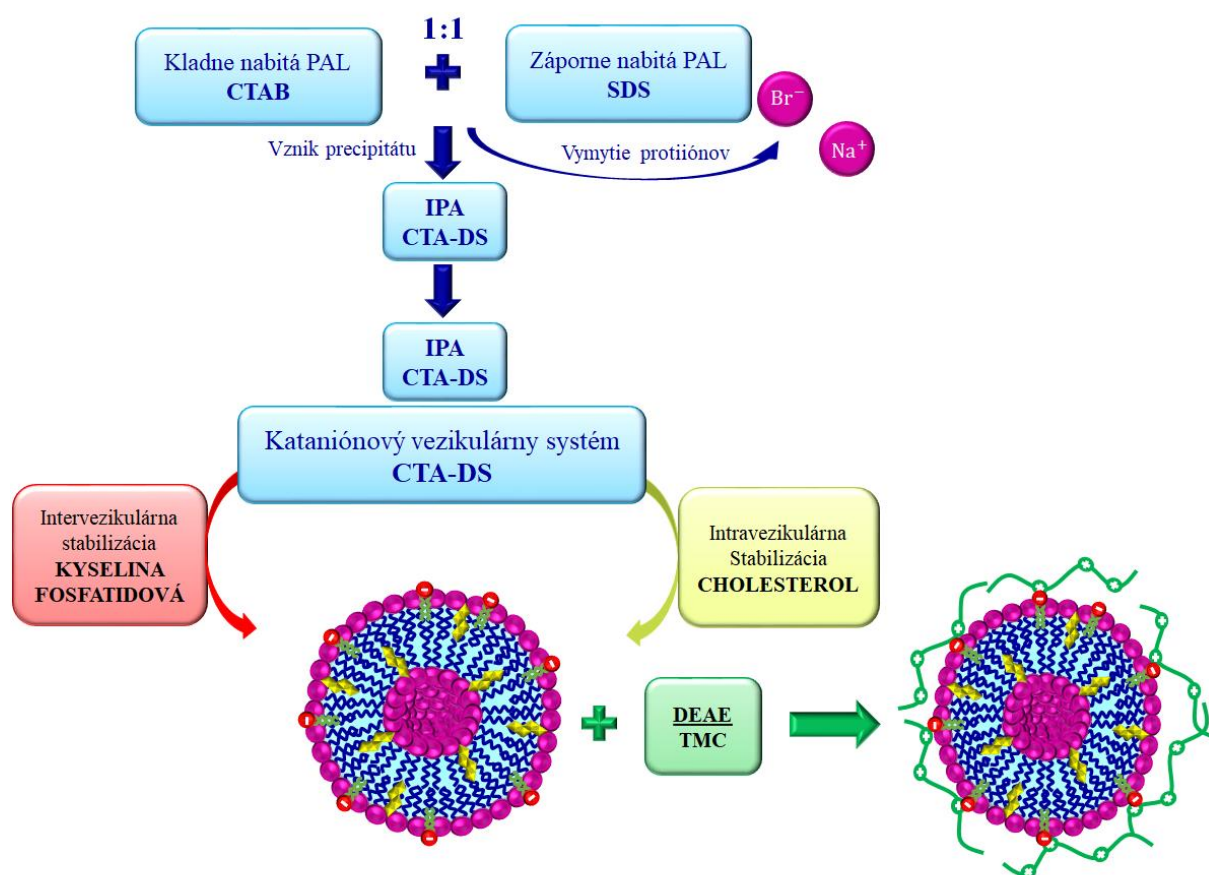 1:1
Kladne nabitá PAL
CTAB
Záporne nabitá PAL
SDS
Br⁻
Na⁺
Vznik precipitátu
Vymytie protiiónov
IPA
CTA-DS
IPA
CTA-DS
Kataniónový vezikulárny systém
CTA-DS
Intervezikulárna
stabilizácia
KYSELINA
FOSFATIDOVÁ
Intravezikulárna
Stabilizácia
CHOLESTEROL
DEAE
TMC